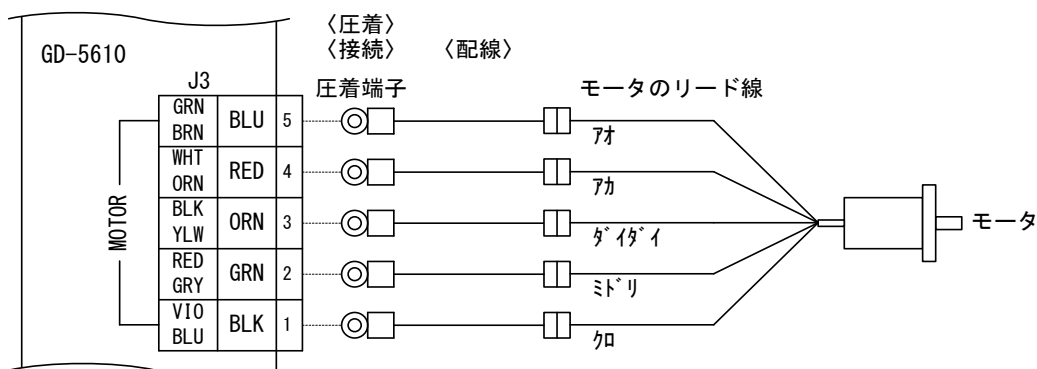 〈圧着〉
〈接続〉 〈配線〉
GD-5610
J3 圧着端子 モータのリード線
GRN
BRN BLU 5 ｱｵ
WHT
ORN RED 4 ｱｶ
BLK
YLW ORN 3 ﾀﾞｲﾀﾞｲ
RED
GRY GRN 2 ﾐﾄﾞﾘ
VIO
BLU BLK 1 ｸﾛ
MOTOR
モータ